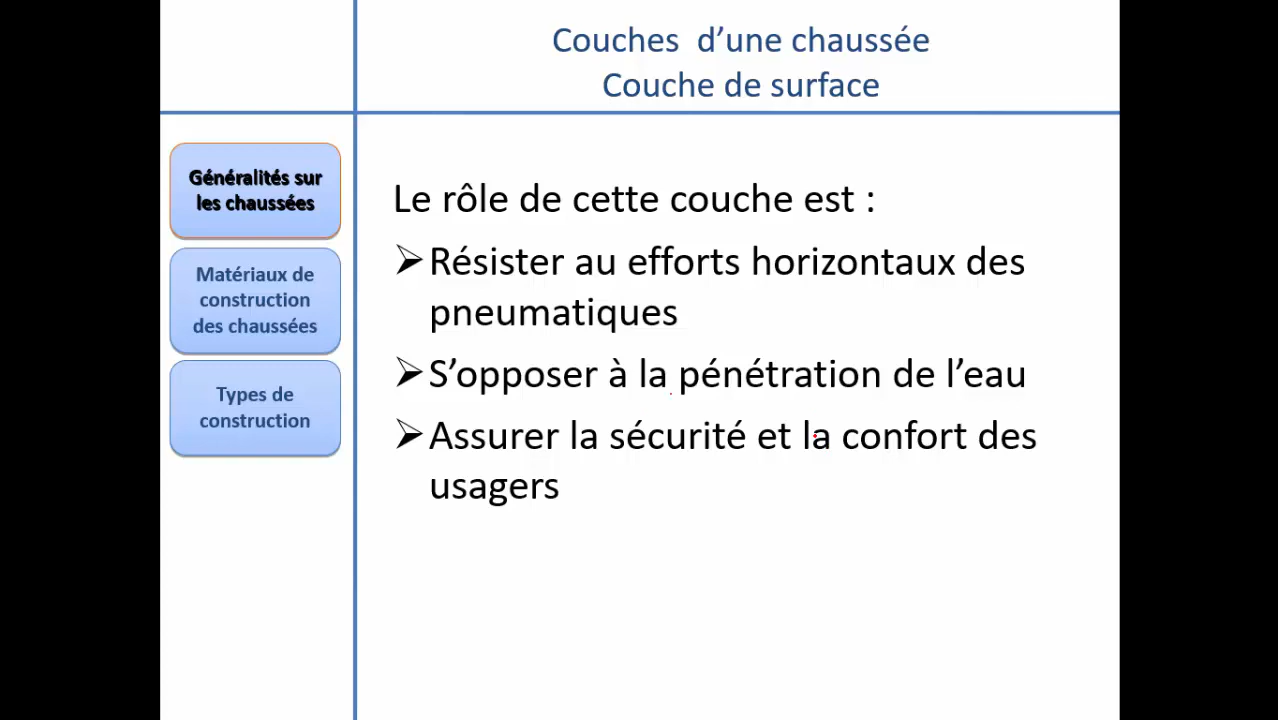 Couches d’une chaussée
Couche de surface
Généralités sur
les chaussées
Matériaux de
construction
des chaussées
Types de
construction
Le rôle de cette couche est :
➢Résister au efforts horizontaux des
pneumatiques
➢S’opposer à la pénétration de l’eau
➢Assurer la sécurité et la confort des
usagers